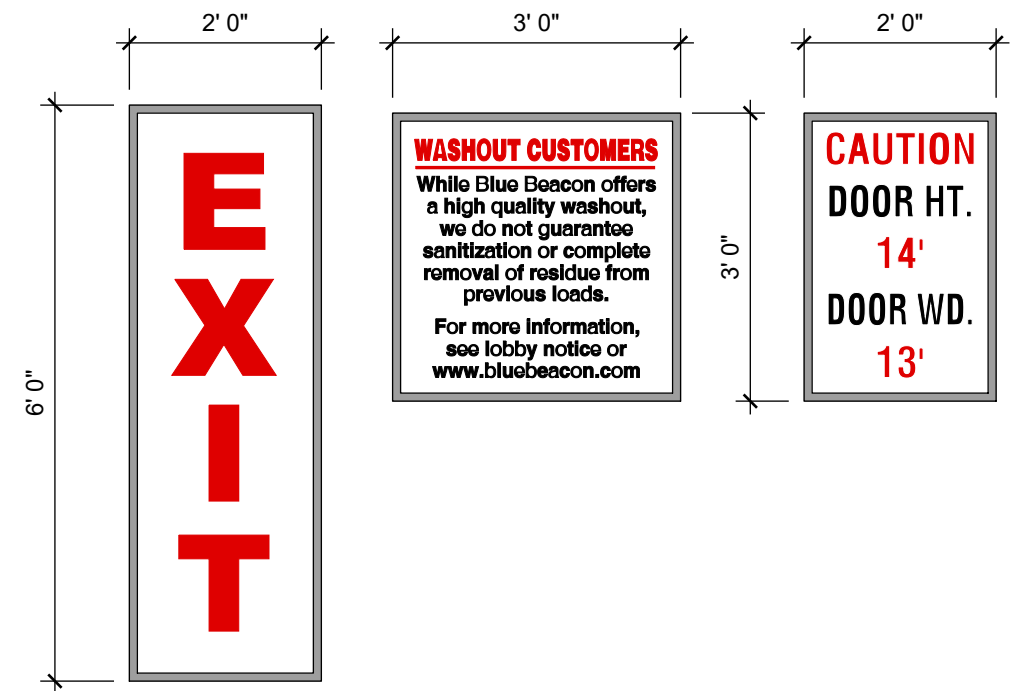 2' 0"
3' 0"
2' 0"
6' 0"
E
X
I
T
WASHOUT CUSTOMERS
While Blue Beacon offers
a high quality washout,
we do not guarantee
sanitization or complete
removal of residue from
previous loads.
For more information,
see lobby notice or
www.bluebeacon.com
3' 0"
CAUTION
DOOR HT.
14'
DOOR WD.
13'